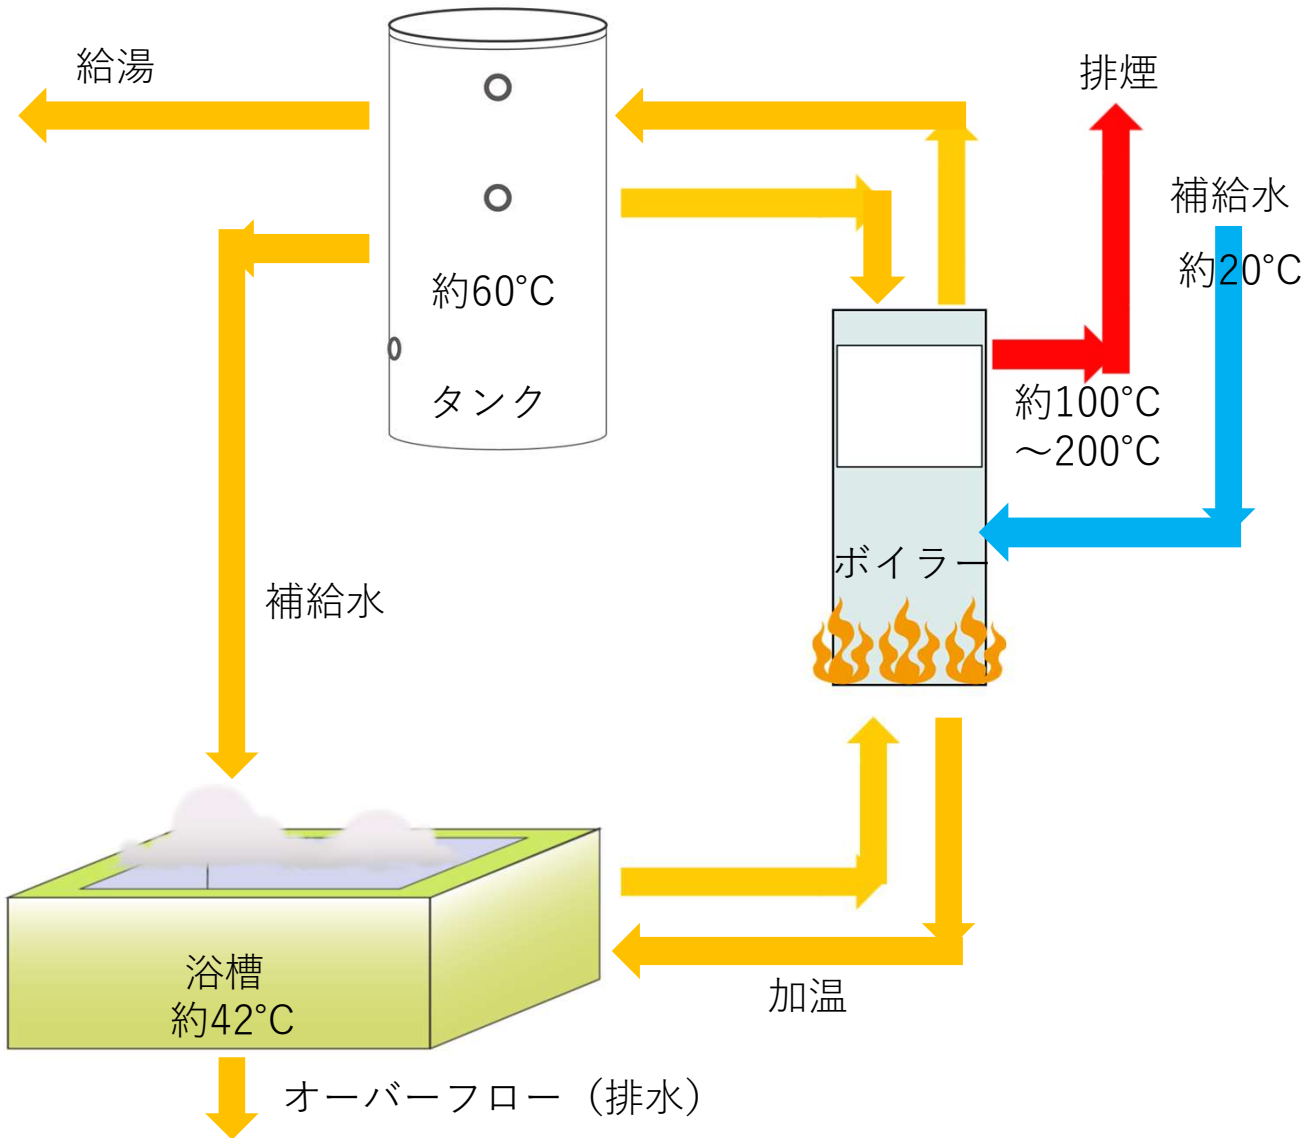 給湯
排煙
補給水
約20°C
約60°C
タンク
約100°C
～200°C
ボイラー
補給水
浴槽
約42°C
加温
オーバーフロー（排水）